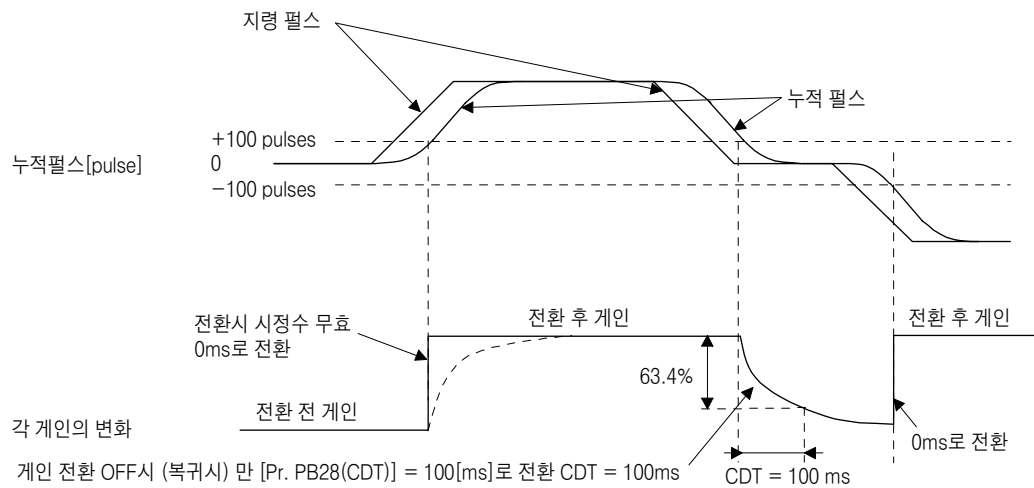 지령 펄스
누적 펄스
+100 pulses
누적펄스[pulse]
0
−100 pulses
전환시 시정수 무효
0ms로 전환
전환 후 게인
전환 후 게인
63.4%
전환 전 게인
각 게인의 변화
0ms로 전환
게인 전환 OFF시 (복귀시) 만 [Pr. PB28(CDT)] = 100[ms]로 전환 CDT = 100ms
CDT = 100 ms